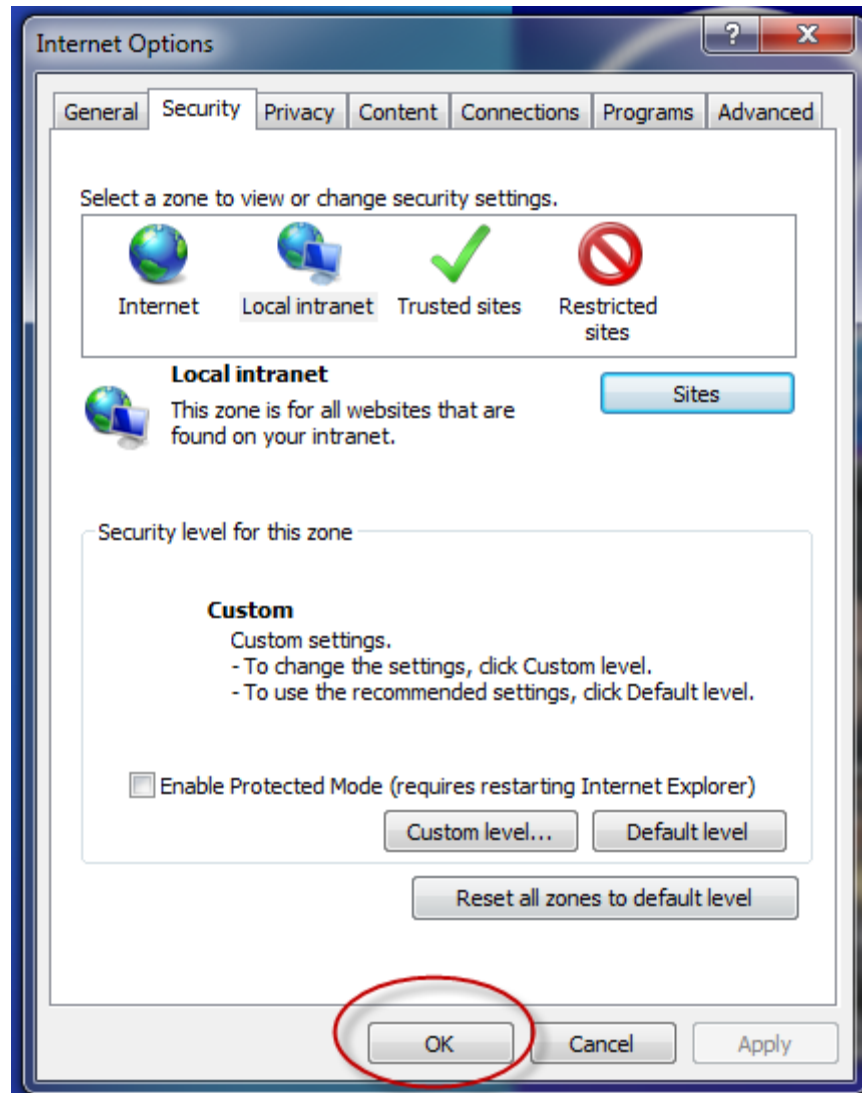 Internet Options
?
General Security Privacy Content Connections Programs Advanced
Select a zone to view or change security settings.
Internet Local intranet Trusted sites Restricted
sites
Local intranet
This zone is for all websites that are
found on your intranet.
Sites
Security level for this zone
Custom
Custom settings.
- To change the settings, click Custom level.
- To use the recommended settings, click Default level.
Enable Protected Mode (requires restarting Internet Explorer)
Custom level... Default level
Reset all zones to default level
OK Cancel Apply